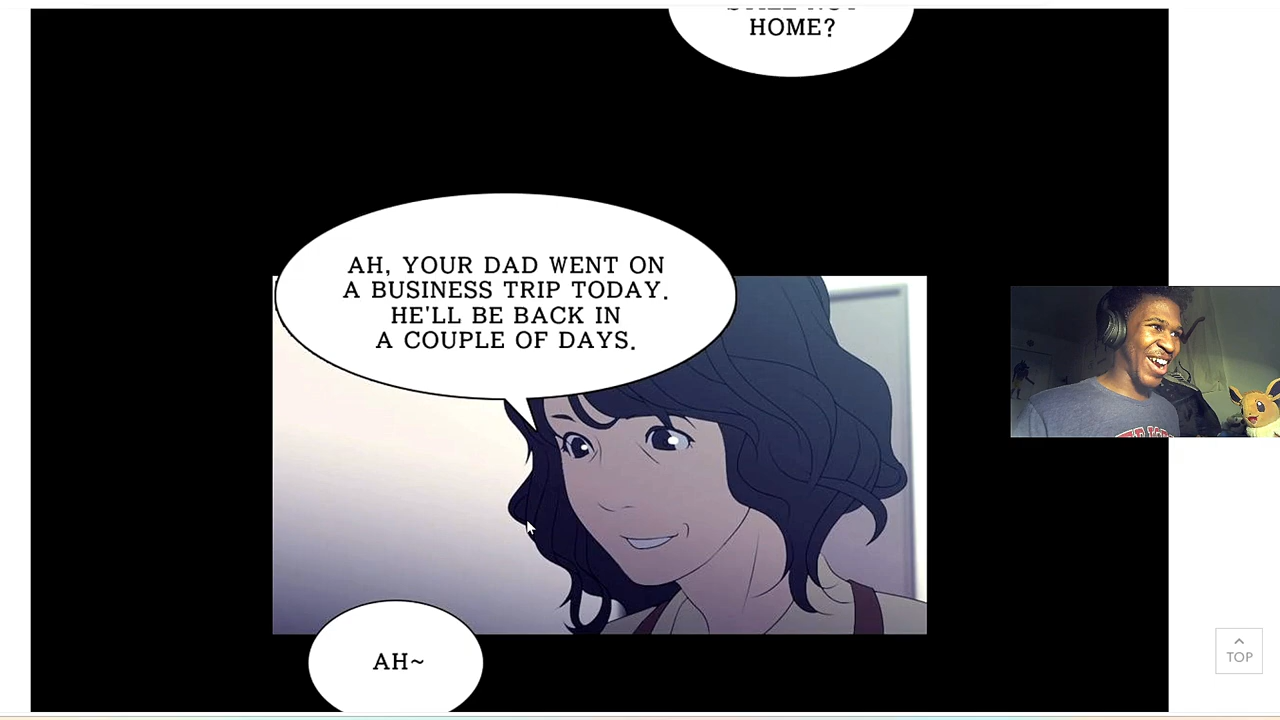 HOME?
AH, YOUR DAD WENT ON
A BUSINESS TRIP TODAY.
HE'LL BE BACK IN
A COUPLE OF DAYS.
AH~
TOP